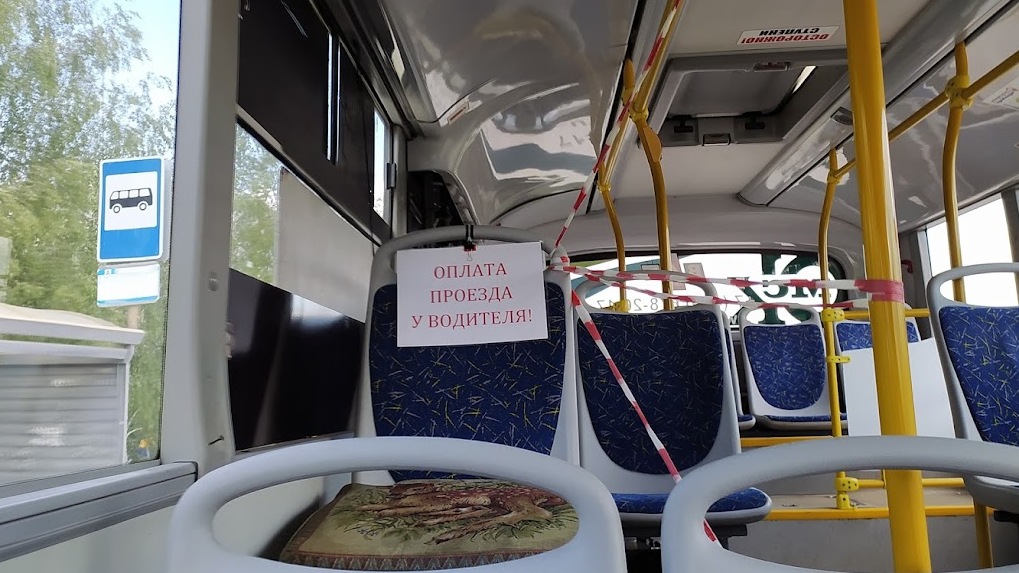 ОСТОРОЖНО!
СТУПЕНИ
ОПЛАТА
ПРОЕЗДА
У ВОДИТЕЛЯ!